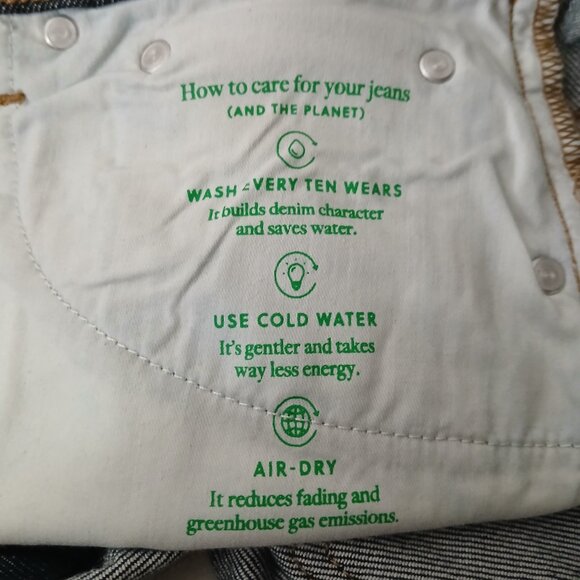 How to care for your jeans
(AND THE PLANET)
WASH EVERY TEN WEARS
It builds denim character
and saves water.
USE COLD WATER
It's gentler and takes
way less energy.
AIR-DRY
It reduces fading and
greenhouse gas emissions.